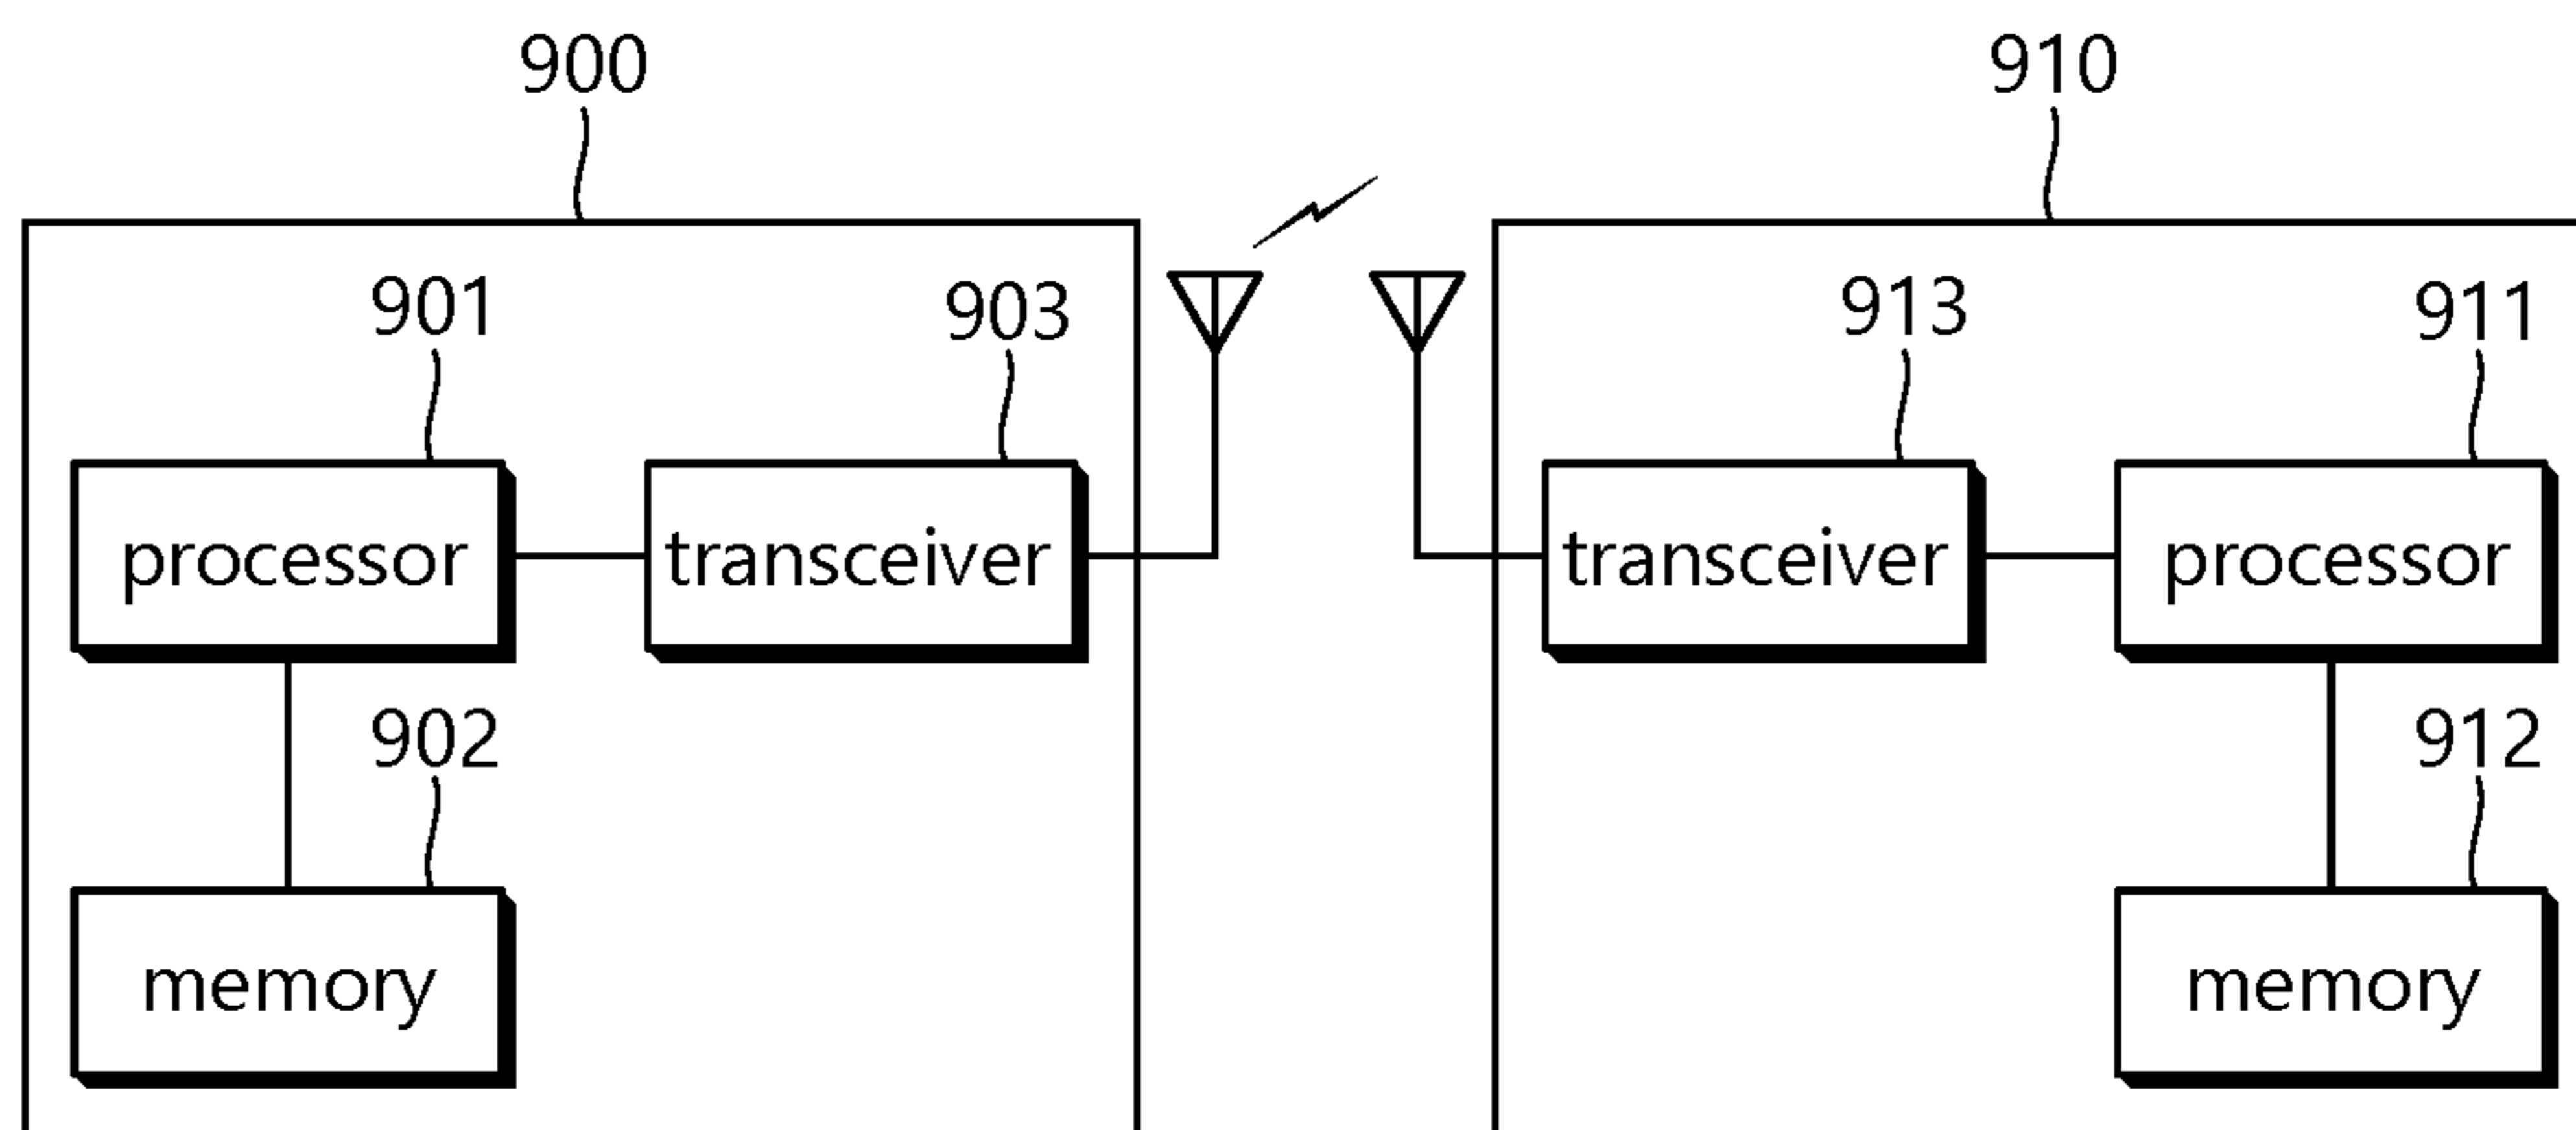 900 910
901 903 913 911
processor transceiver transceiver processor
902 912
memory memory